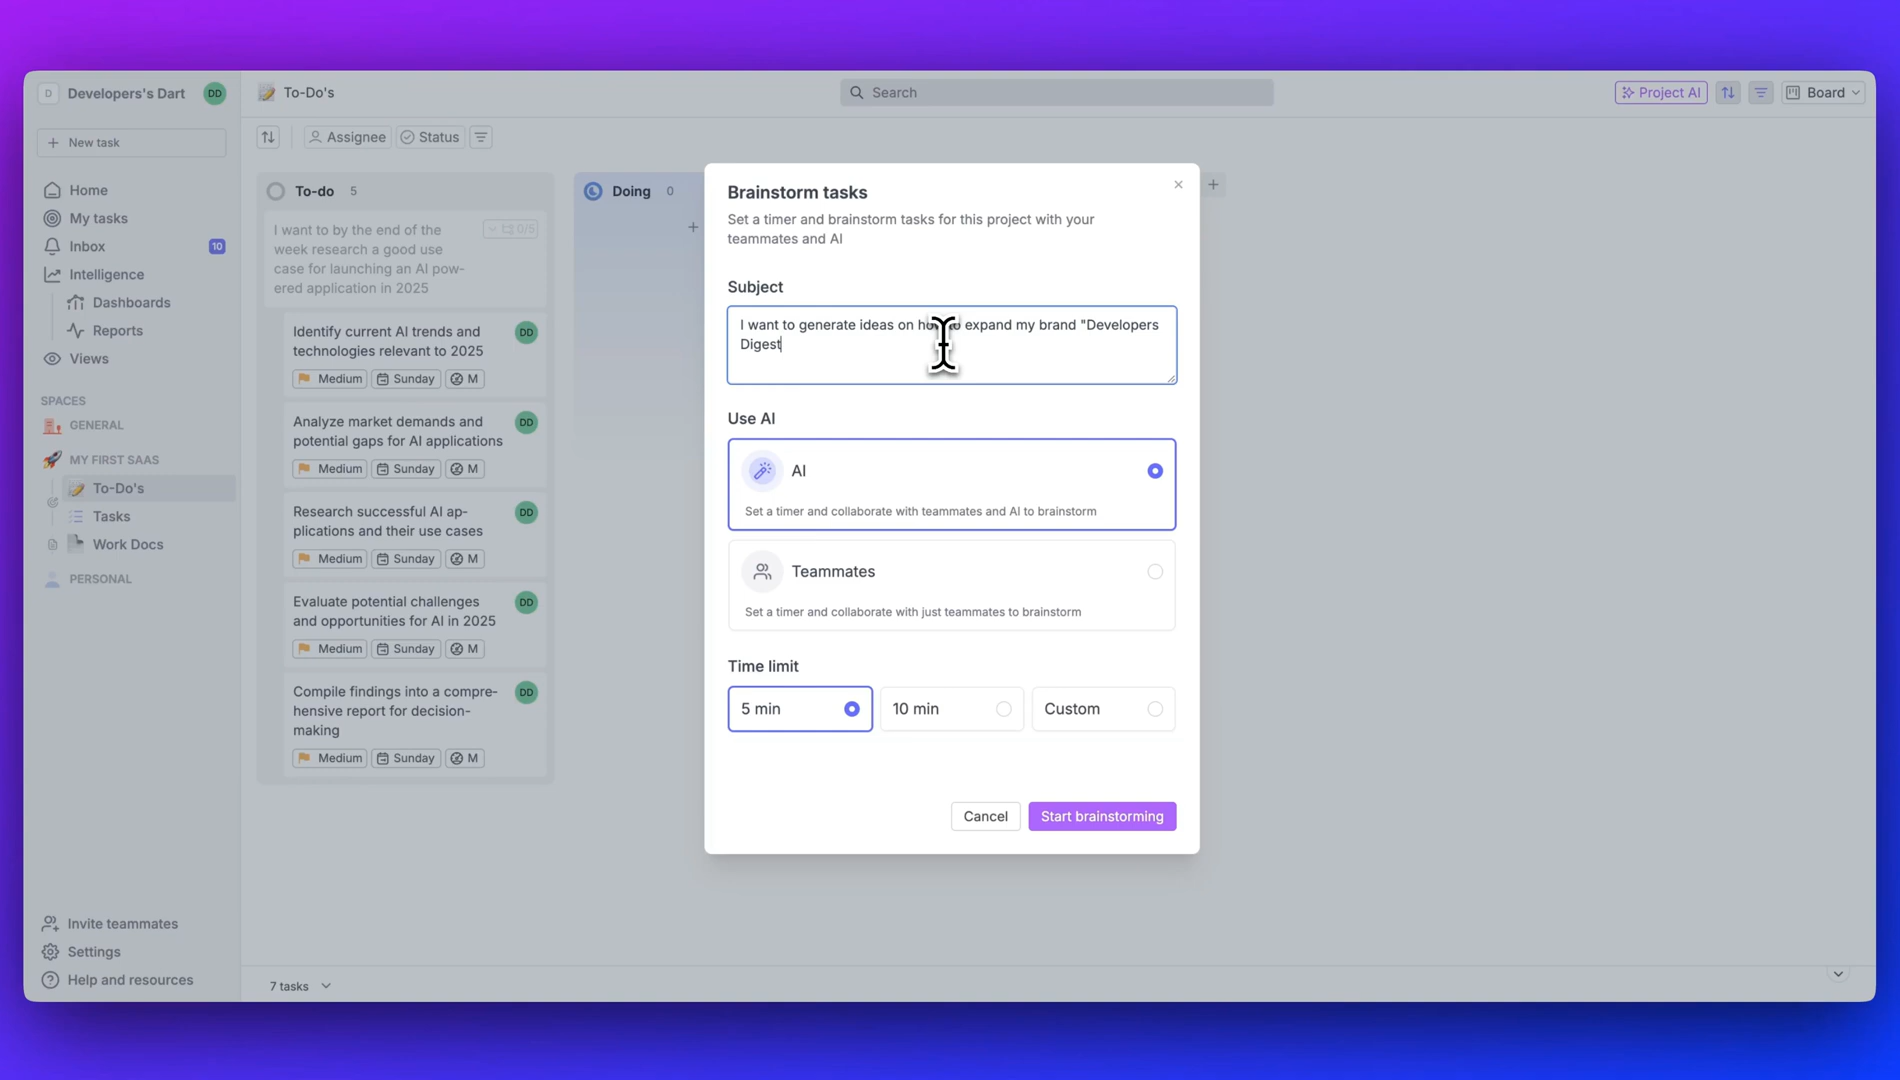 D Developers's Dart DD
To-Do's
Search
Project AI
Board
New task
Assignee
Status
Home
My tasks
Inbox 10
Intelligence
Dashboards
Reports
Views
SPACES
GENERAL
MY FIRST SAAS
To-Do's
Tasks
Work Docs
PERSONAL
Invite teammates
Settings
Help and resources
To-do 5
I want to by the end of the
week research a good use
case for launching an AI pow-
ered application in 2025
0/5
Identify current AI trends and
technologies relevant to 2025
DD
Medium Sunday M
Analyze market demands and
potential gaps for AI applications
DD
Medium Sunday M
Research successful AI ap-
plications and their use cases
DD
Medium Sunday M
Evaluate potential challenges
and opportunities for AI in 2025
DD
Medium Sunday M
Compile findings into a compre-
hensive report for decision-
making
DD
Medium Sunday M
Doing 0
Brainstorm tasks
Set a timer and brainstorm tasks for this project with your
teammates and AI
Subject
I want to generate ideas on how to expand my brand "Developers
Digest
Use AI
AI
Set a timer and collaborate with teammates and AI to brainstorm
Teammates
Set a timer and collaborate with just teammates to brainstorm
Time limit
5 min
10 min
Custom
Cancel
Start brainstorming
7 tasks